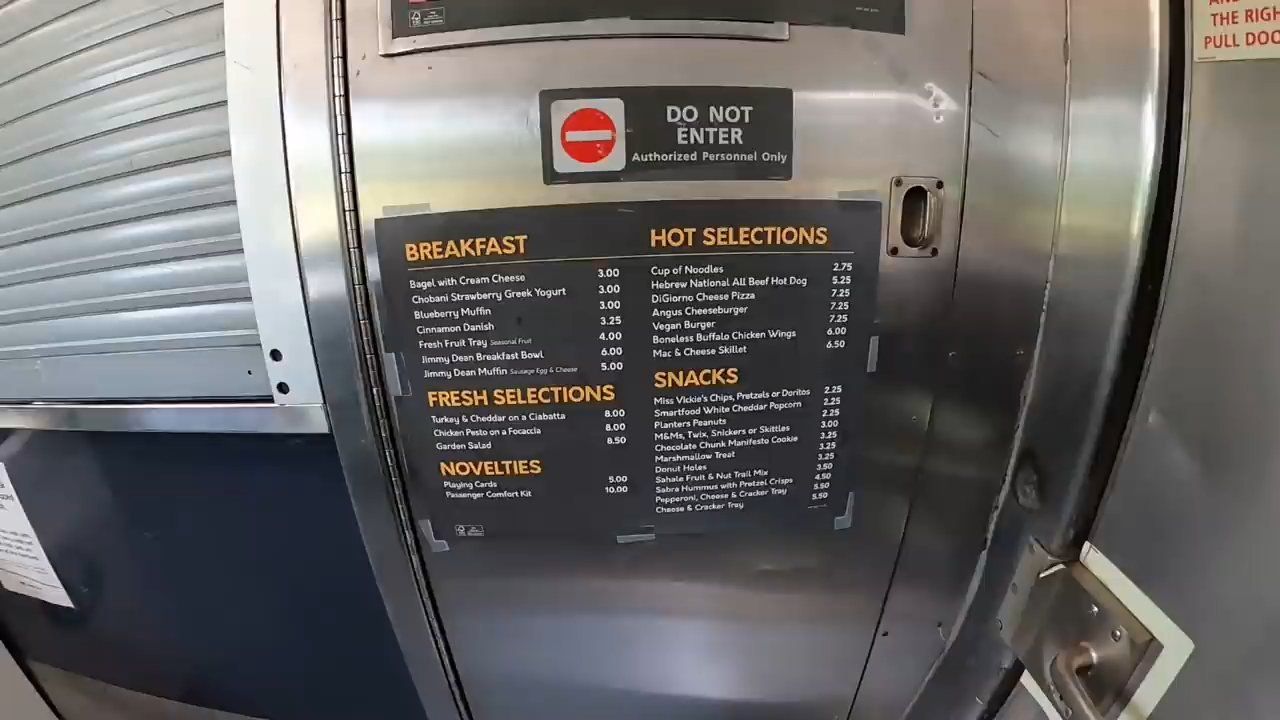 DO NOT
ENTER
Authorized Personnel Only
BREAKFAST
Bagel with Cream Cheese 3.00
Chobani Strawberry Greek Yogurt 3.00
Blueberry Muffin 3.00
Cinnamon Danish 3.25
Fresh Fruit Tray Seasonal Fruit 4.00
Jimmy Dean Breakfast Bowl 6.00
Jimmy Dean Muffin Sausage Egg & Cheese 5.00
FRESH SELECTIONS
Turkey & Cheddar on a Ciabatta 8.00
Chicken Pesto on a Focaccia 8.00
Garden Salad 8.50
NOVELTIES
Playing Cards 5.00
Passenger Comfort Kit 10.00
HOT SELECTIONS
Cup of Noodles 2.75
Hebrew National All Beef Hot Dog 5.25
DiGiorno Cheese Pizza 7.25
Angus Cheeseburger 7.25
Vegan Burger 7.25
Boneless Buffalo Chicken Wings 6.00
Mac & Cheese Skillet 6.50
SNACKS
Miss Vickie's Chips, Pretzels or Doritos 2.25
Smartfood White Cheddar Popcorn 2.25
Planters Peanuts 2.25
M&Ms, Twix, Snickers or Skittles 3.00
Chocolate Chunk Manifesto Cookie 3.25
Marshmallow Treat 3.25
Donut Holes 3.25
Sahale Fruit & Nut Trail Mix 3.50
Sabra Hummus with Pretzel Crisps 4.50
Pepperoni, Cheese & Cracker Tray 5.50
Cheese & Cracker Tray 5.50
THE RIGH
PULL DOO